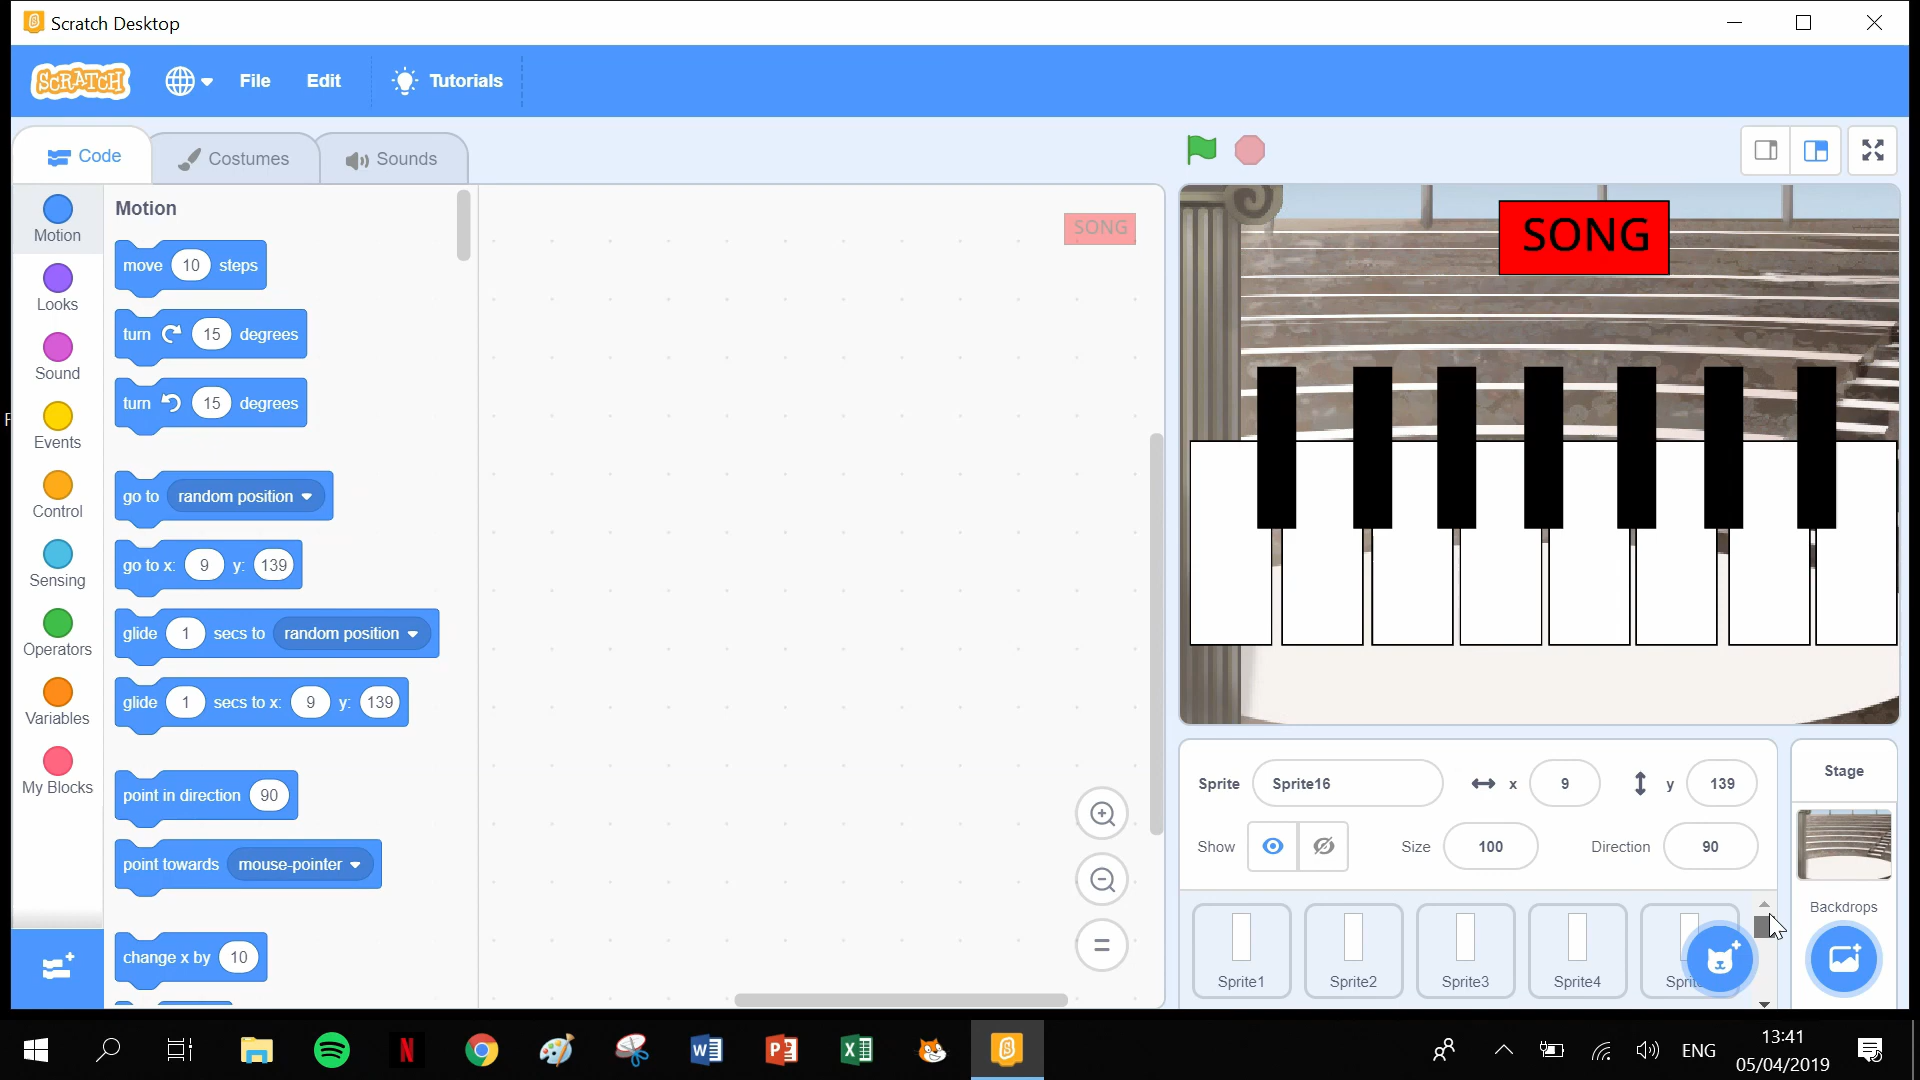 Scratch Desktop
SCRATCH
File
Edit
Tutorials
Code
Costumes
Sounds
Motion
Looks
Sound
Events
Control
Sensing
Operators
Variables
My Blocks
Motion
move 10 steps
turn 15 degrees
turn 15 degrees
go to random position
go to x: 9 y: 139
glide 1 secs to random position
glide 1 secs to x: 9 y: 139
point in direction 90
point towards mouse-pointer
change x by 10
SONG
SONG
Sprite Sprite16 x 9 y 139
Show Size 100 Direction 90
Sprite1 Sprite2 Sprite3 Sprite4
Stage
Backdrops
ENG
13:41
05/04/2019